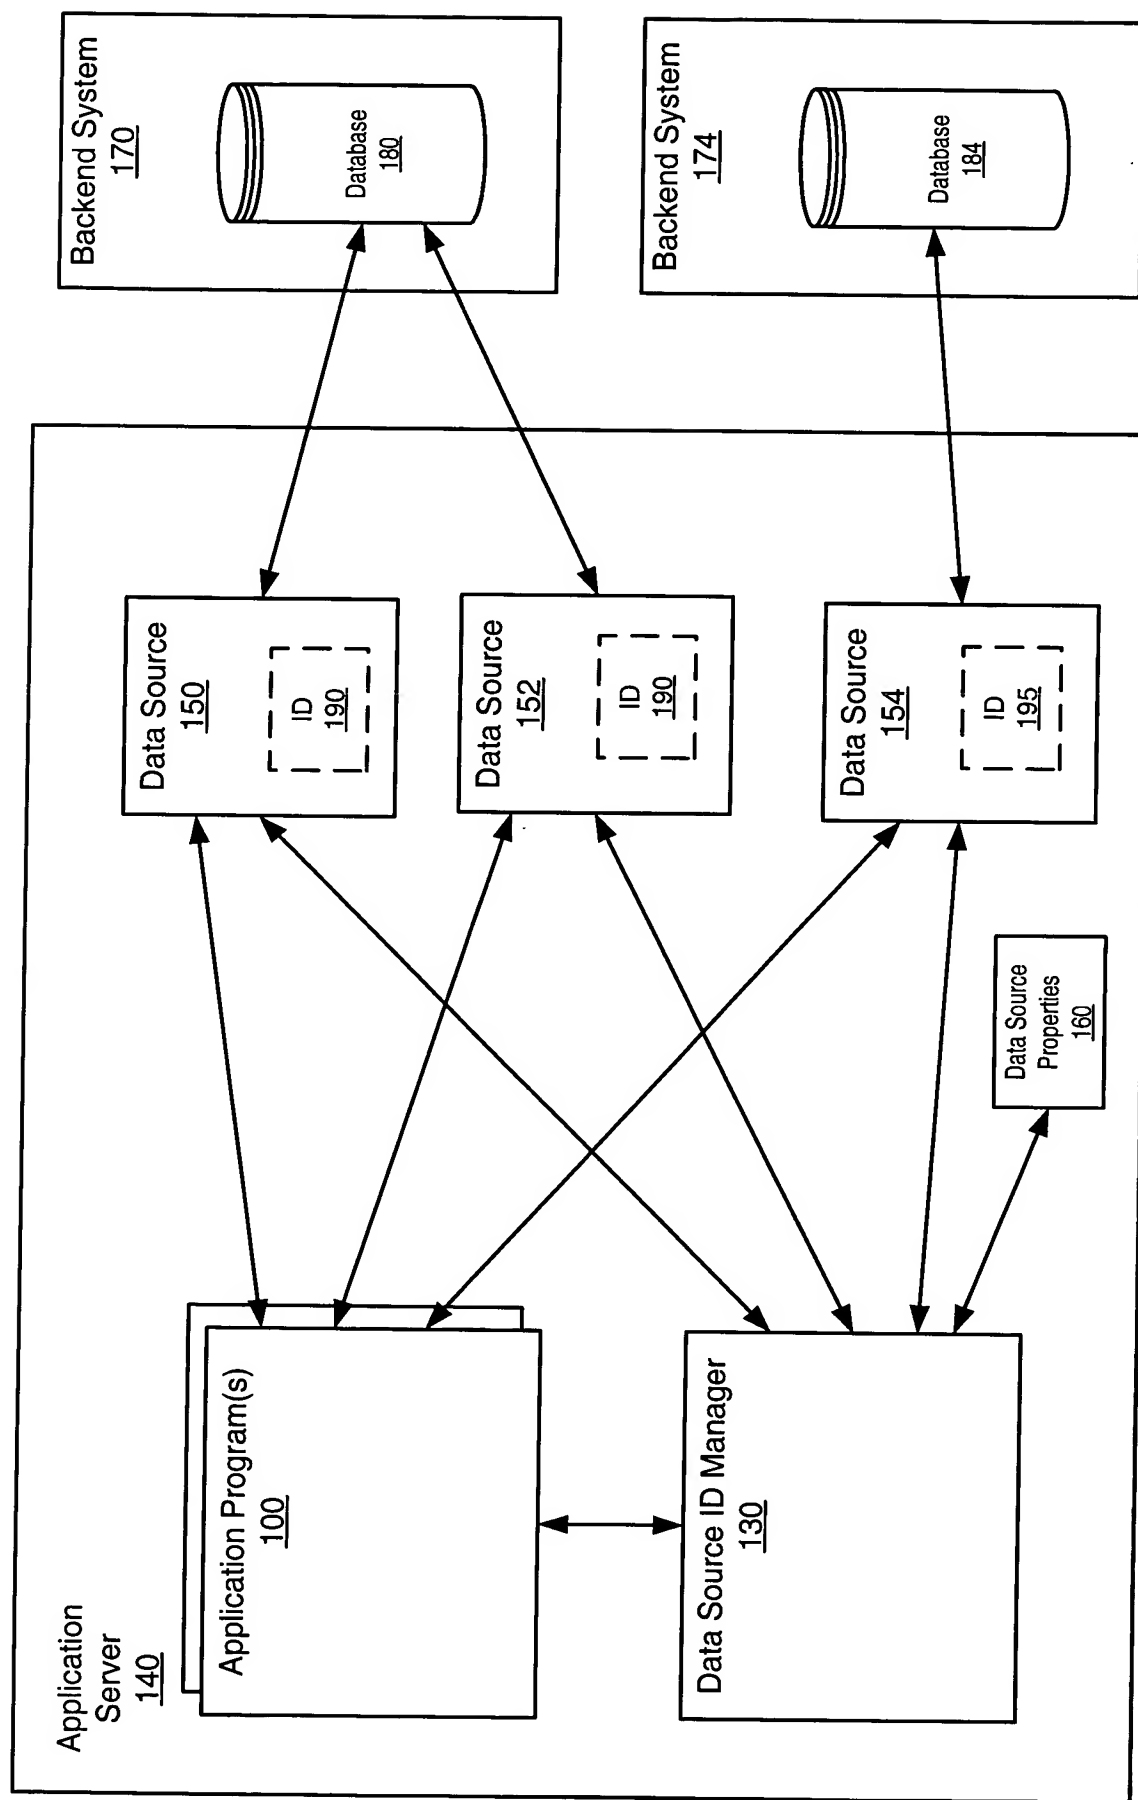 Application
Server
140
Application Program(s)
100
Data Source ID Manager
130
Data Source
150
ID
190
Data Source
152
ID
190
Data Source
154
ID
195
Data Source
Properties
160
Backend System
170
Database
180
Backend System
174
Database
184